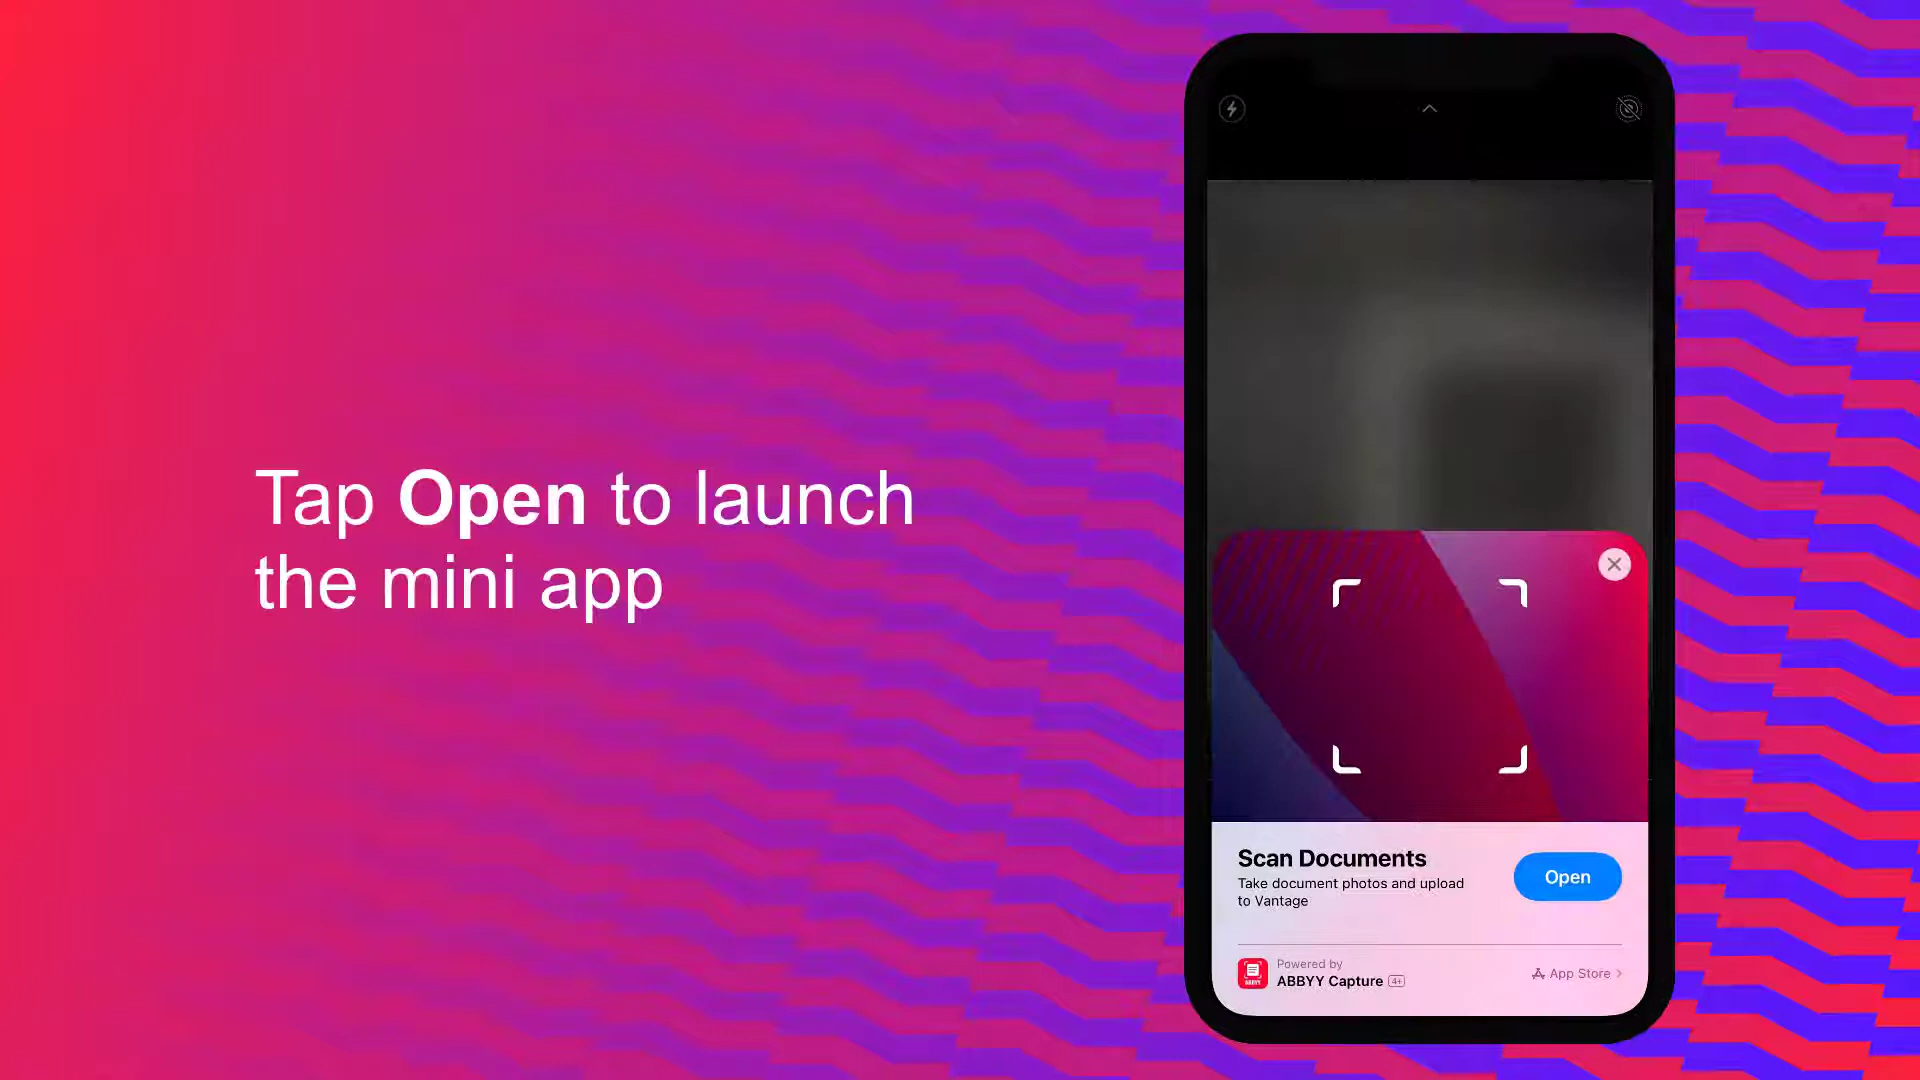 Tap Open to launch
the mini app
Scan Documents
Take document photos and upload
to Vantage
Open
Powered by
ABBYY Capture 4+
App Store
ABBYY